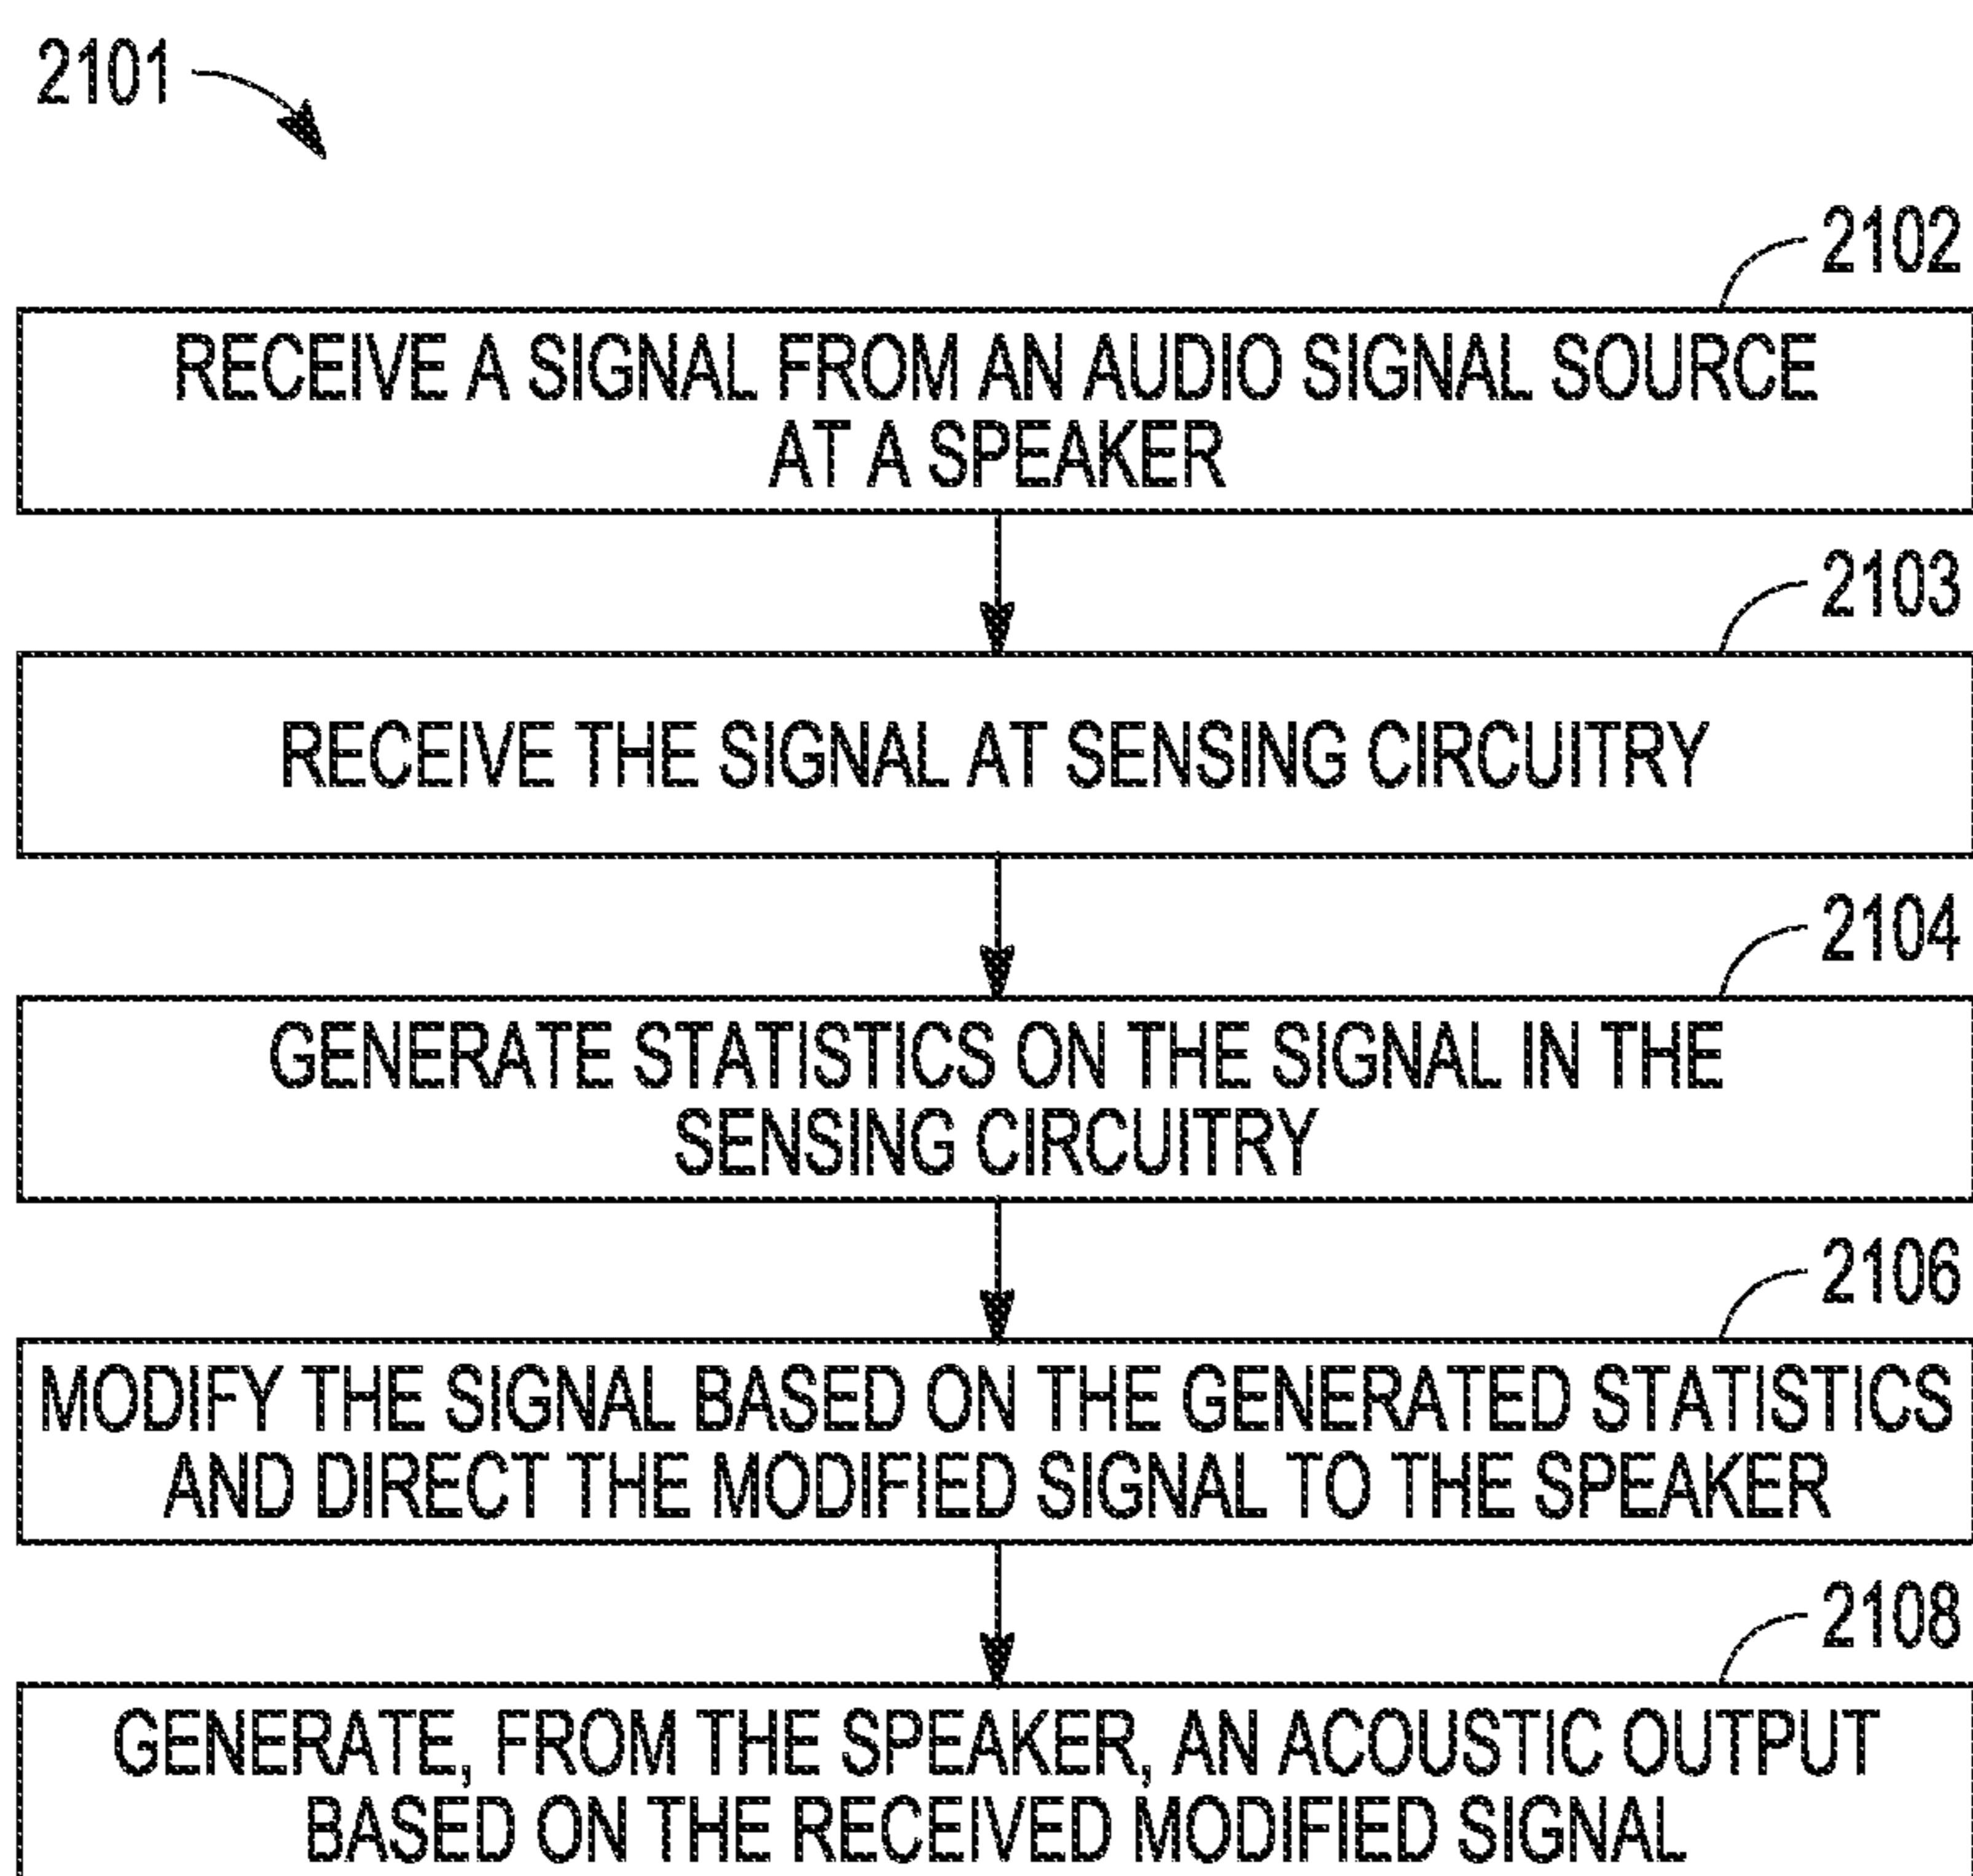 2101
2102
RECEIVE A SIGNAL FROM AN AUDIO SIGNAL SOURCE
AT A SPEAKER
2103
RECEIVE THE SIGNAL AT SENSING CIRCUITRY
2104
GENERATE STATISTICS ON THE SIGNAL IN THE
SENSING CIRCUITRY
2106
MODIFY THE SIGNAL BASED ON THE GENERATED STATISTICS
AND DIRECT THE MODIFIED SIGNAL TO THE SPEAKER
2108
GENERATE, FROM THE SPEAKER, AN ACOUSTIC OUTPUT
BASED ON THE RECEIVED MODIFIED SIGNAL